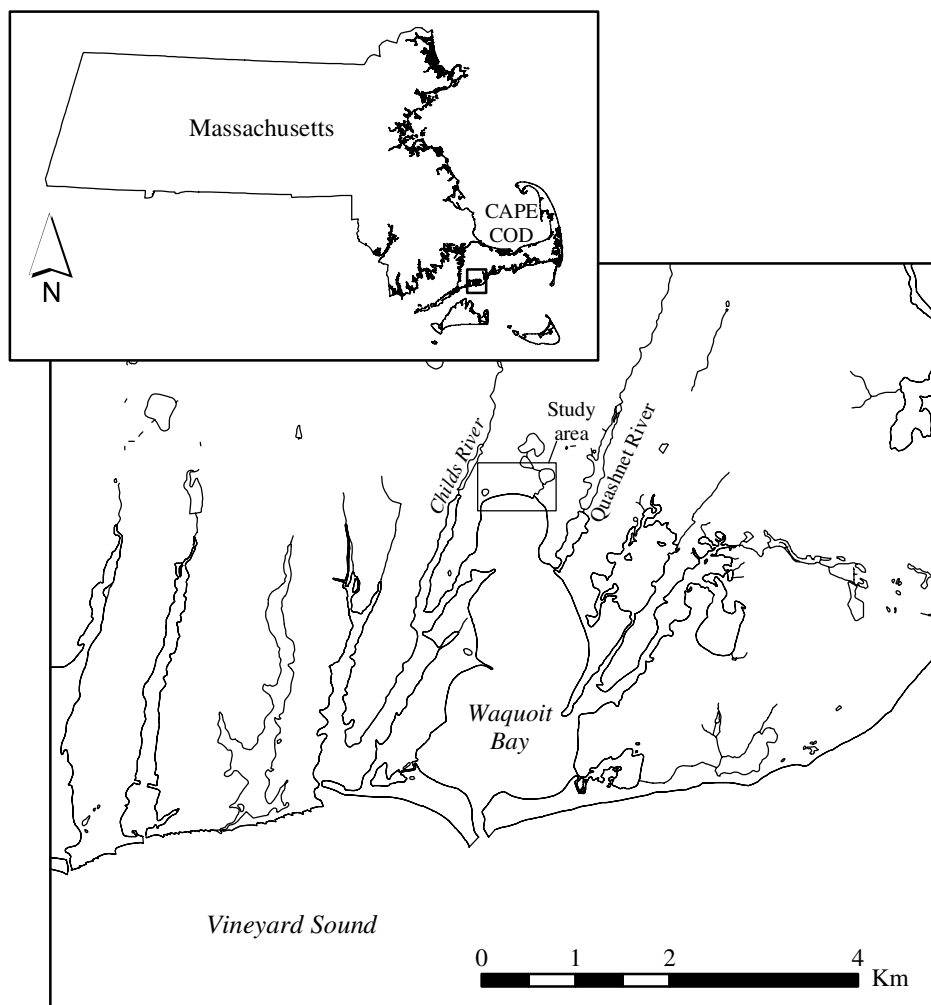 Massachusetts
CAPE
COD
N
Study
area
Childs River
Quashnet River
Waquoit
Bay
Vineyard Sound
0 1 2 4
Km